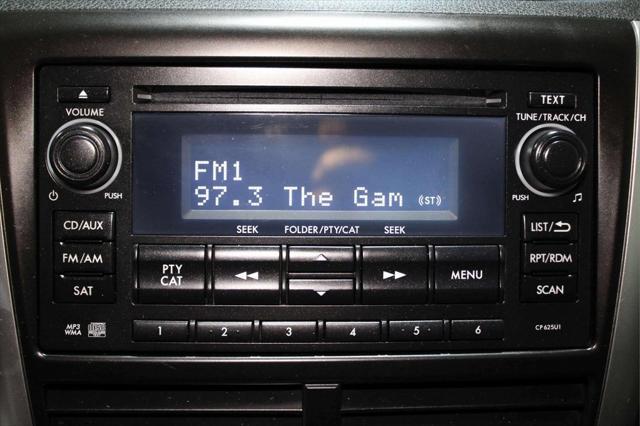 VOLUME
TEXT
TUNE/TRACK/CH
FM1
97.3 The Gam (ST)
PUSH
PUSH
SEEK FOLDER/PTY/CAT SEEK
CD/AUX
LIST/
FM/AM
PTY
CAT
MENU
RPT/RDM
SAT
SCAN
MP3
WMA
1 2 3 4 5 6
CP625U1